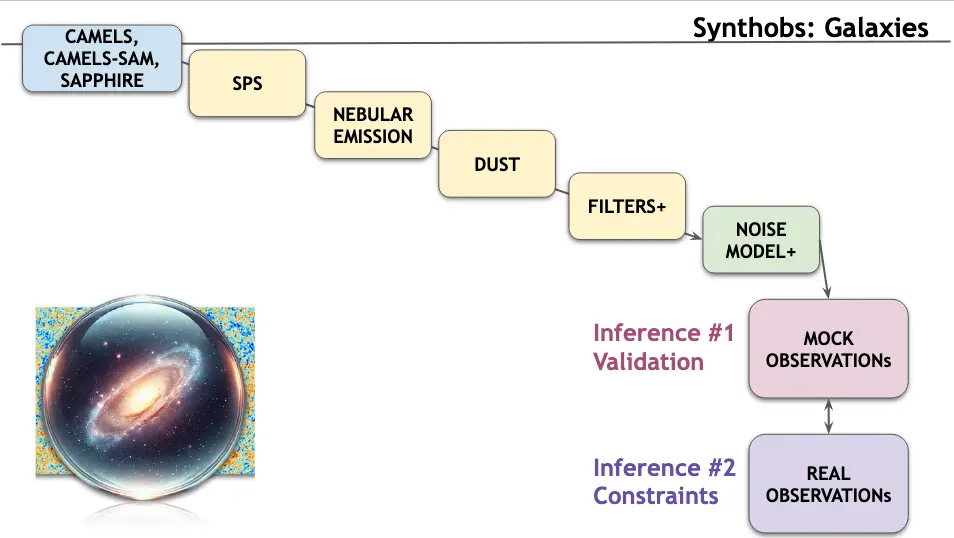 Synthobs: Galaxies
CAMELS,
CAMELS-SAM,
SAPPHIRE
SPS
NEBULAR
EMISSION
DUST
FILTERS+
NOISE
MODEL+
Inference #1
Validation
MOCK
OBSERVATIONs
Inference #2
Constraints
REAL
OBSERVATIONs